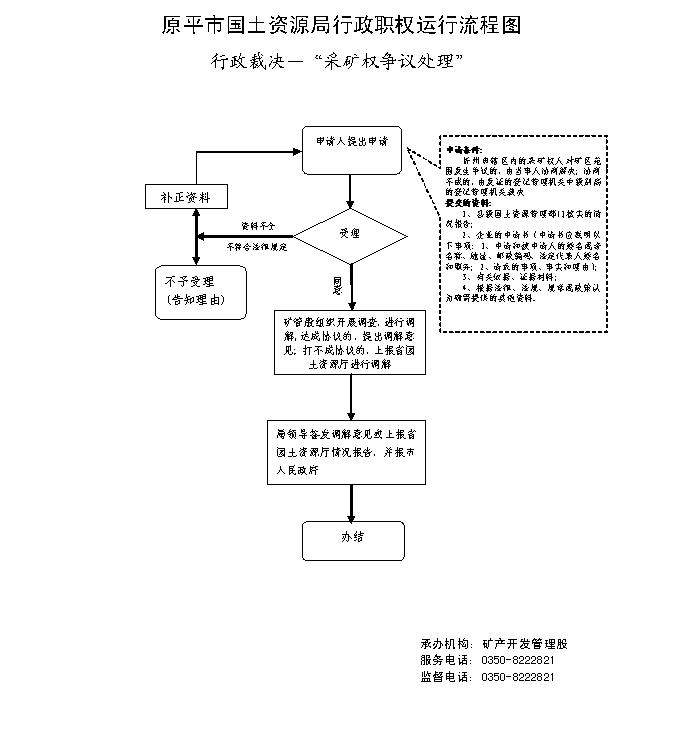 原平市国土资源局行政职权运行流程图
行政裁决—“采矿权争议处理”
申请人提出申请
补正资料
资料不全
不符合法律规定
受理
不予受理
(告知理由)
同意
矿管股组织开展调查，进行调
解，达成协议的，提出调解意
见；打不成协议的，上报省国
土资源厅进行调解
局领导签发调解意见或上报省
国土资源厅情况报告，并报市
人民政府
办结
申请条件：
忻州市辖区内的采矿权人对矿区范
围发生争议的，由当事人协商解决；协商
不成的，由发证的登记管理机关中级别高
的登记管理机关裁决
提交的资料：
1、县级国土资源管理部门核实的情
况报告；
2、企业的申请书（申请书应载明以
下事项：1、申请和被申请人的姓名或者
名称、地址、邮政编码、法定代表人姓名
和职务；2、请求的事项、事实和理由）；
3、有关依据、证据材料；
4、根据法律、法规、规章或政策认
为确需提供的其他资料。
承办机构：矿产开发管理股
服务电话：0350-8222821
监督电话：0350-8222821